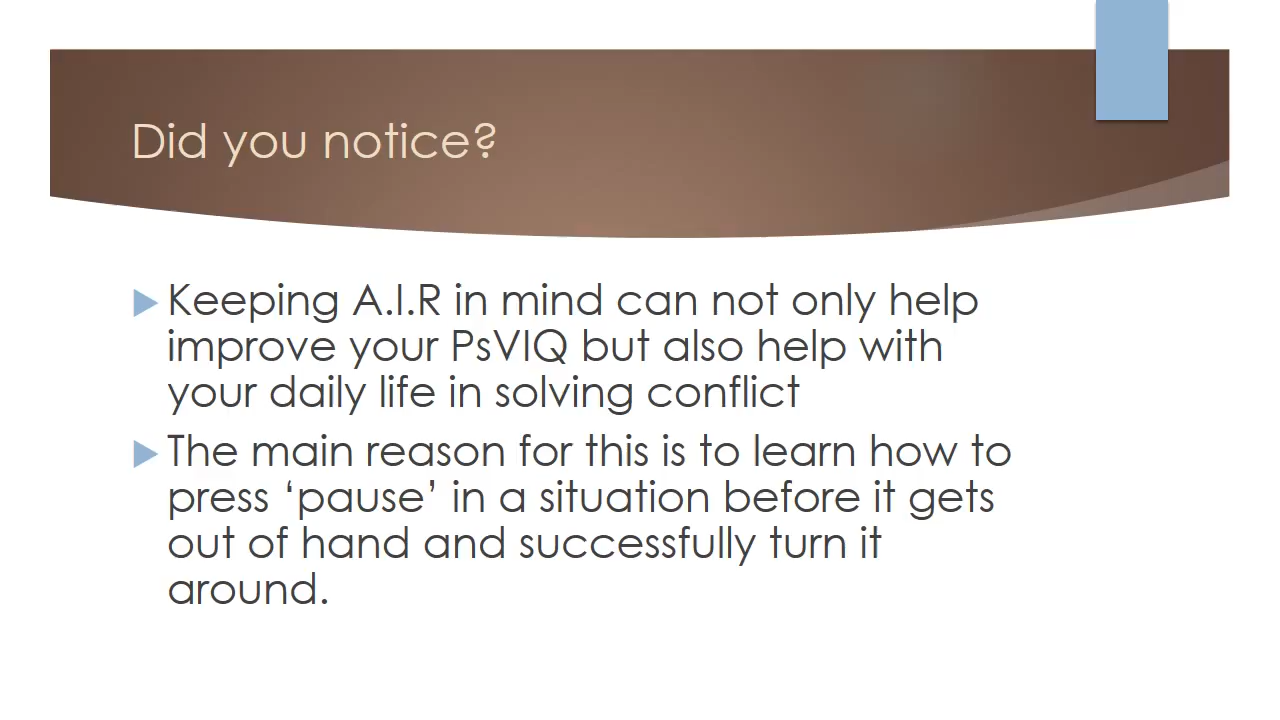 Did you notice?
Keeping A.I.R in mind can not only help
improve your PsVIQ but also help with
your daily life in solving conflict
The main reason for this is to learn how to
press ‘pause’ in a situation before it gets
out of hand and successfully turn it
around.